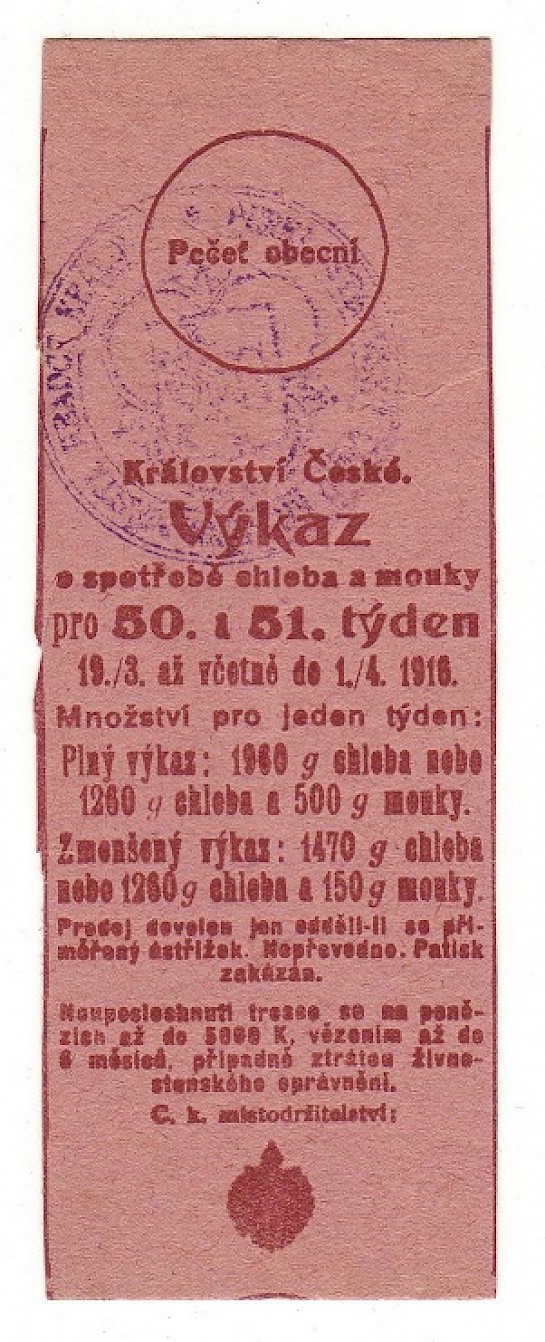 Pečeť obecní
Království České.
Výkaz
o spotřebě chleba a mouky
pro 50. a 51. týden
19./3. až včetně do 1./4. 1916.
Množství pro jeden týden:
Plný výkaz: 1960 g chleba nebo
1260 g chleba a 500 g mouky.
Zmenšený výkaz: 1470 g chleba
nebo 1260 g chleba a 150 g mouky.
Prodej dovolen jen oddělí-li se při-
měřený ústřižek. Nepřevodno. Patisk
zakázán.
Neuposlechnutí tresce se na peně-
zích až do 5000 K, vězením až do
6 měsíců, případně ztrátou živno-
stenského oprávnění.
C. k. místodržitelství: